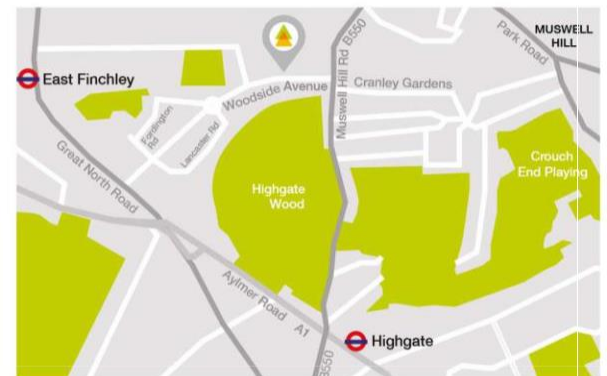 MUSWELL
HILL
Park Road
East Finchley
Muswell Hill Rd B550
Cranley Gardens
Woodside Avenue
Fordington
Rd
Lancaster Rd
Great North Road
Highgate
Wood
Crouch
End Playing
Aylmer Road A1
Highgate
B550